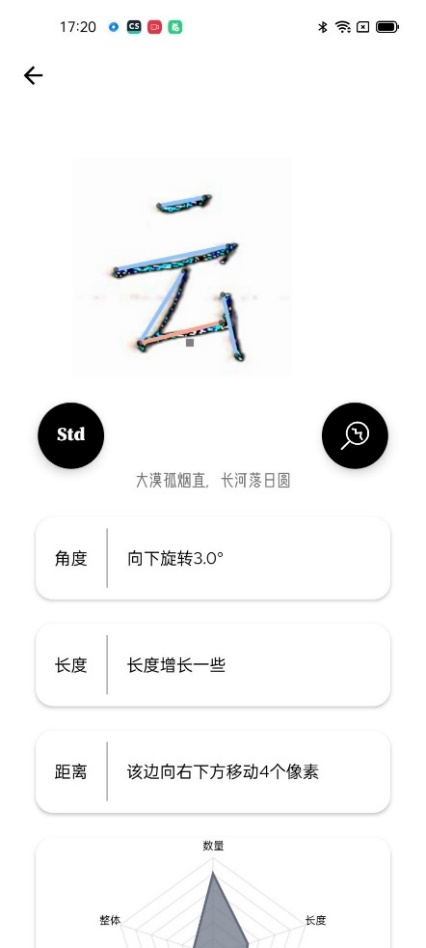 17:20 CS
云
Std
大漠孤烟直，长河落日圆
角度 向下旋转3.0°
长度 长度增长一些
距离 该边向右下方移动4个像素
数量
整体 长度